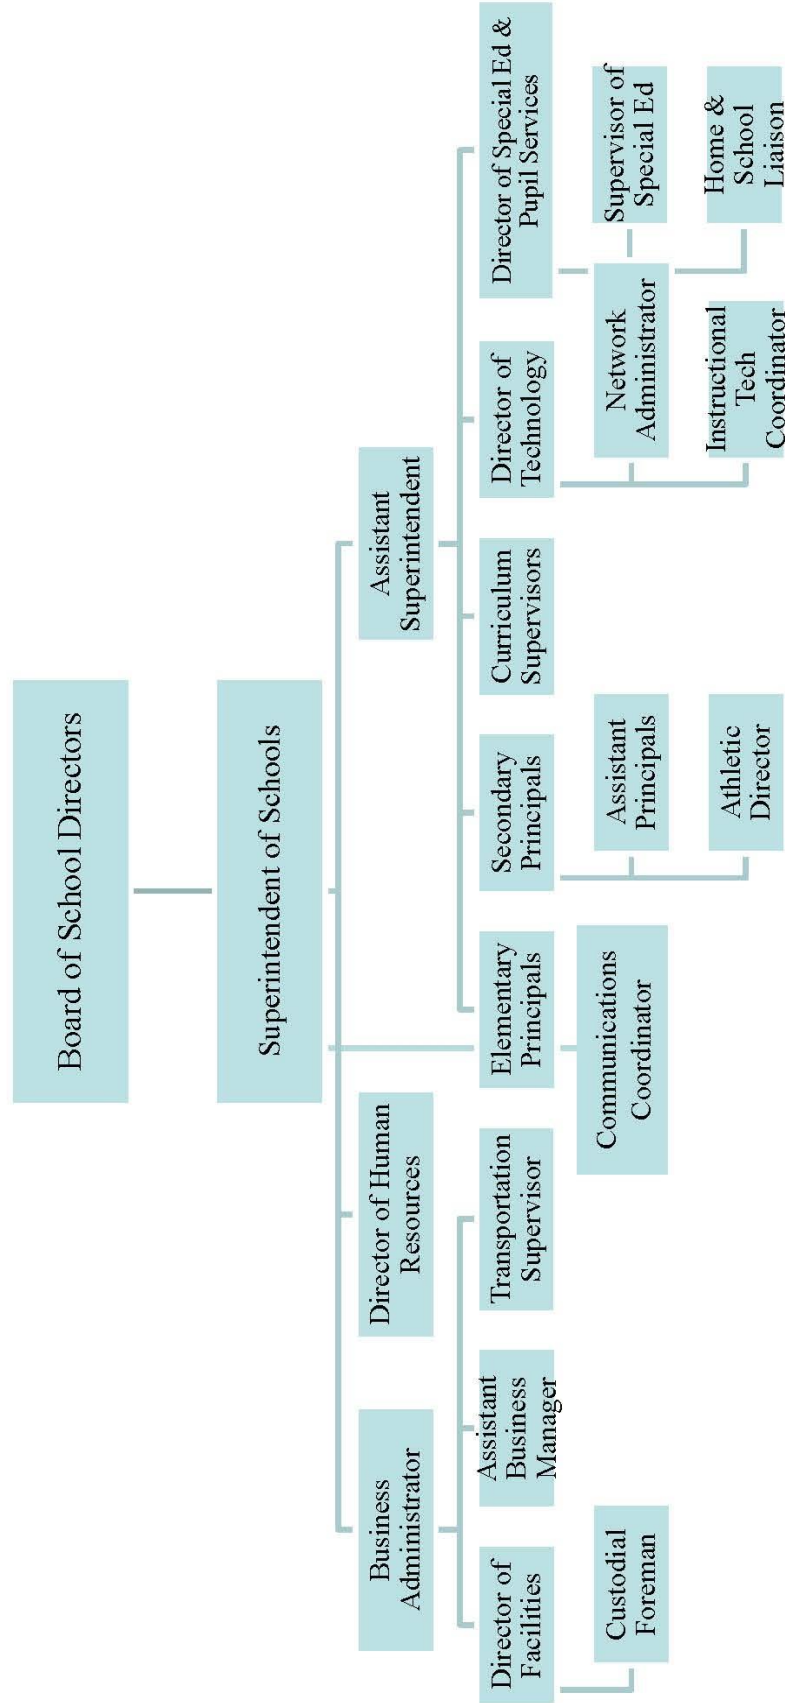 Board of School Directors
Superintendent of Schools
Business
Administrator
Director of Human
Resources
Assistant
Superintendent
Director of
Facilities
Assistant
Business
Manager
Transportation
Supervisor
Elementary
Principals
Secondary
Principals
Curriculum
Supervisors
Director of
Technology
Director of Special Ed &
Pupil Services
Custodial
Foreman
Communications
Coordinator
Assistant
Principals
Network
Administrator
Supervisor of
Special Ed
Athletic
Director
Instructional
Tech
Coordinator
Home &
School
Liaison